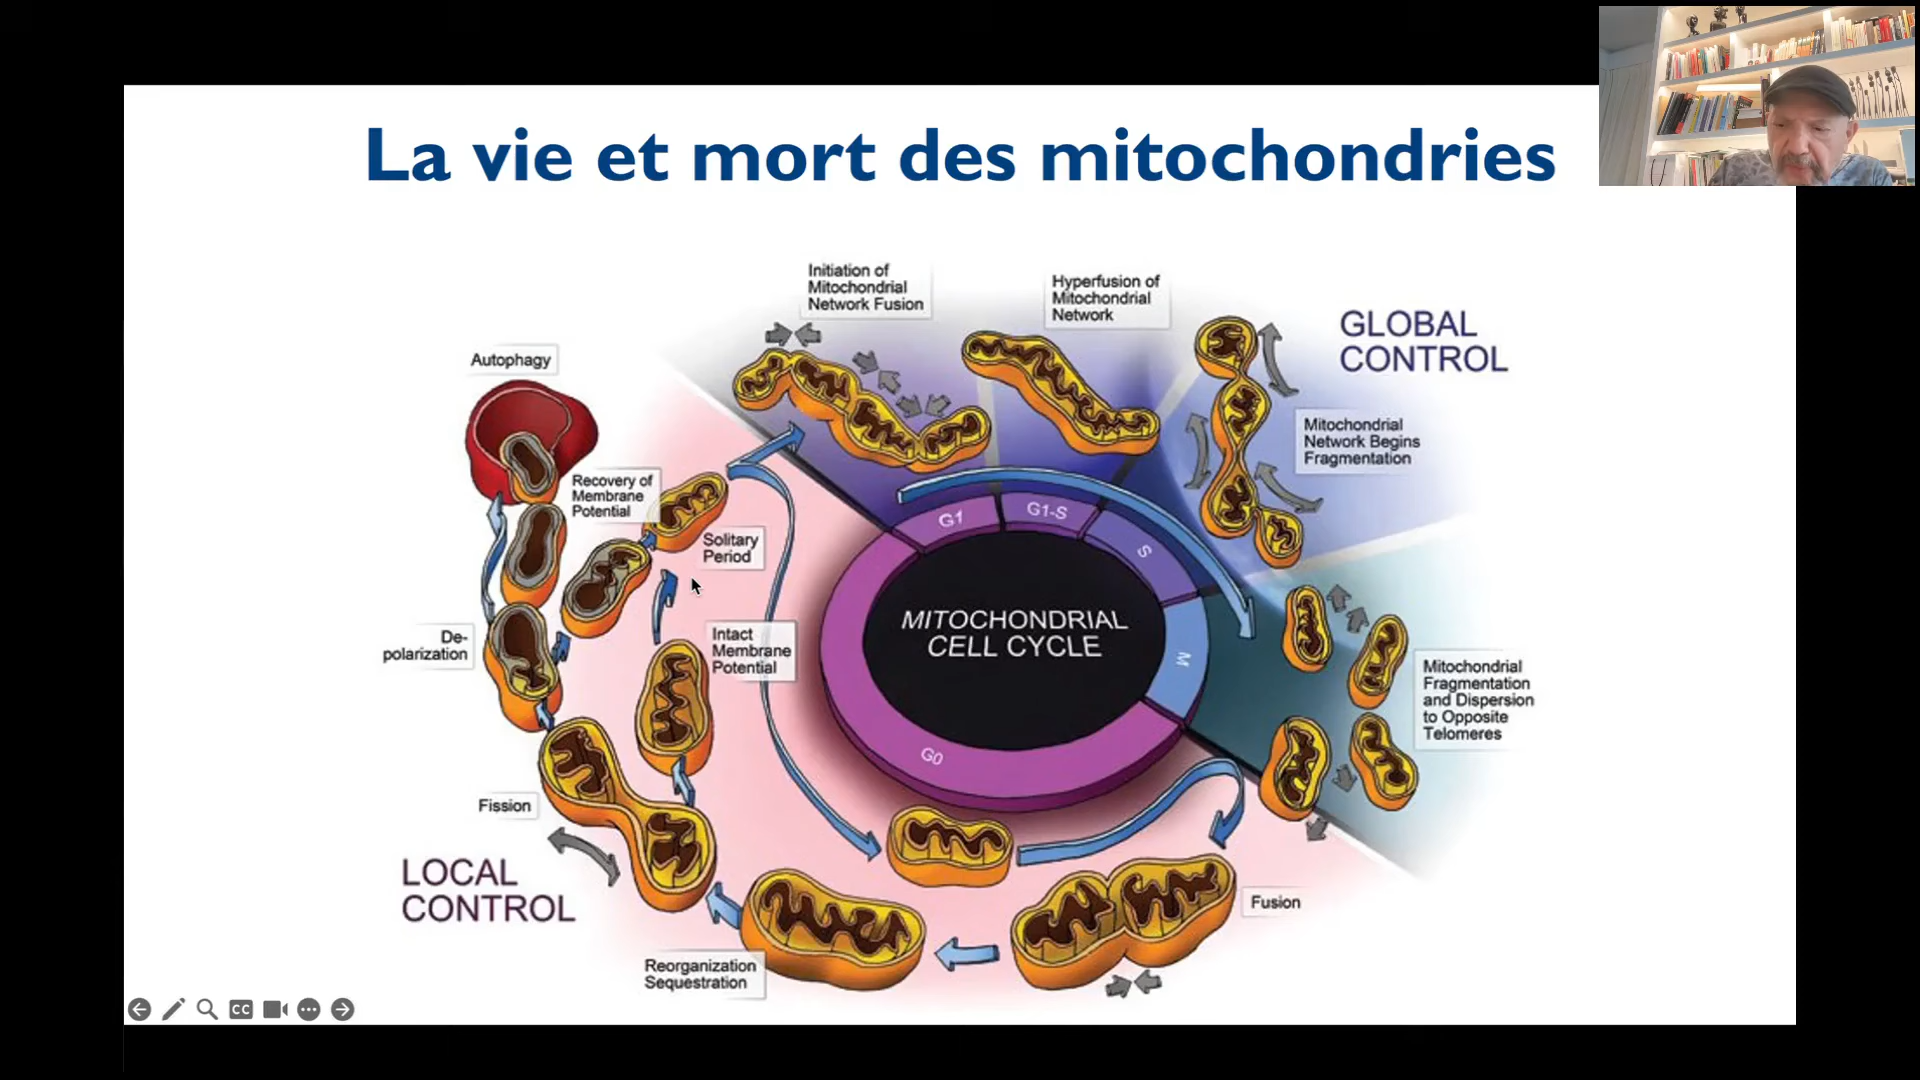 La vie et mort des mitochondries
Initiation of
Mitochondrial
Network Fusion
Hyperfusion of
Mitochondrial
Network
GLOBAL
CONTROL
Autophagy
Mitochondrial
Network Begins
Fragmentation
Recovery of
Membrane
Potential
Solitary
Period
G1
G1-S
S
M
G0
MITOCHONDRIAL
CELL CYCLE
De-
polarization
Intact
Membrane
Potential
Mitochondrial
Fragmentation
and Dispersion
to Opposite
Telomeres
Fission
LOCAL
CONTROL
Fusion
Reorganization
Sequestration
CC